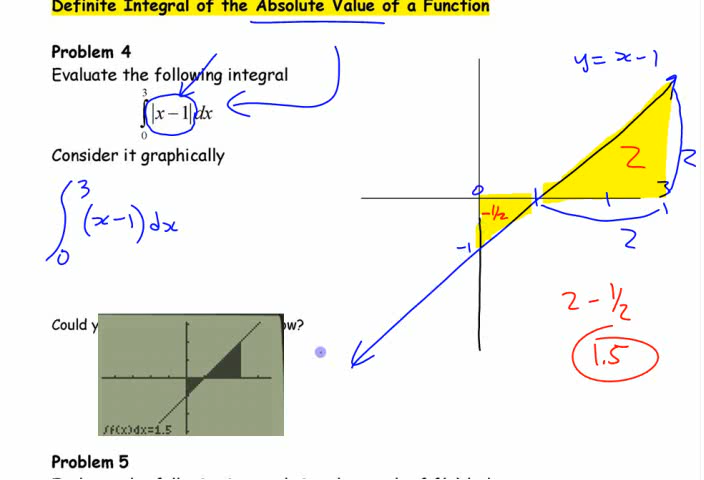 Definite Integral of the Absolute Value of a Function
Problem 4
Evaluate the following integral
3
∫|x − 1|dx
0
Consider it graphically
∫₀³ (x-1) dx
y = x - 1
2
2
0
1
3
-1/2
-1
2
2 - 1/2
1.5
Could y
ow?
∫f(x)dx=1.5
Problem 5